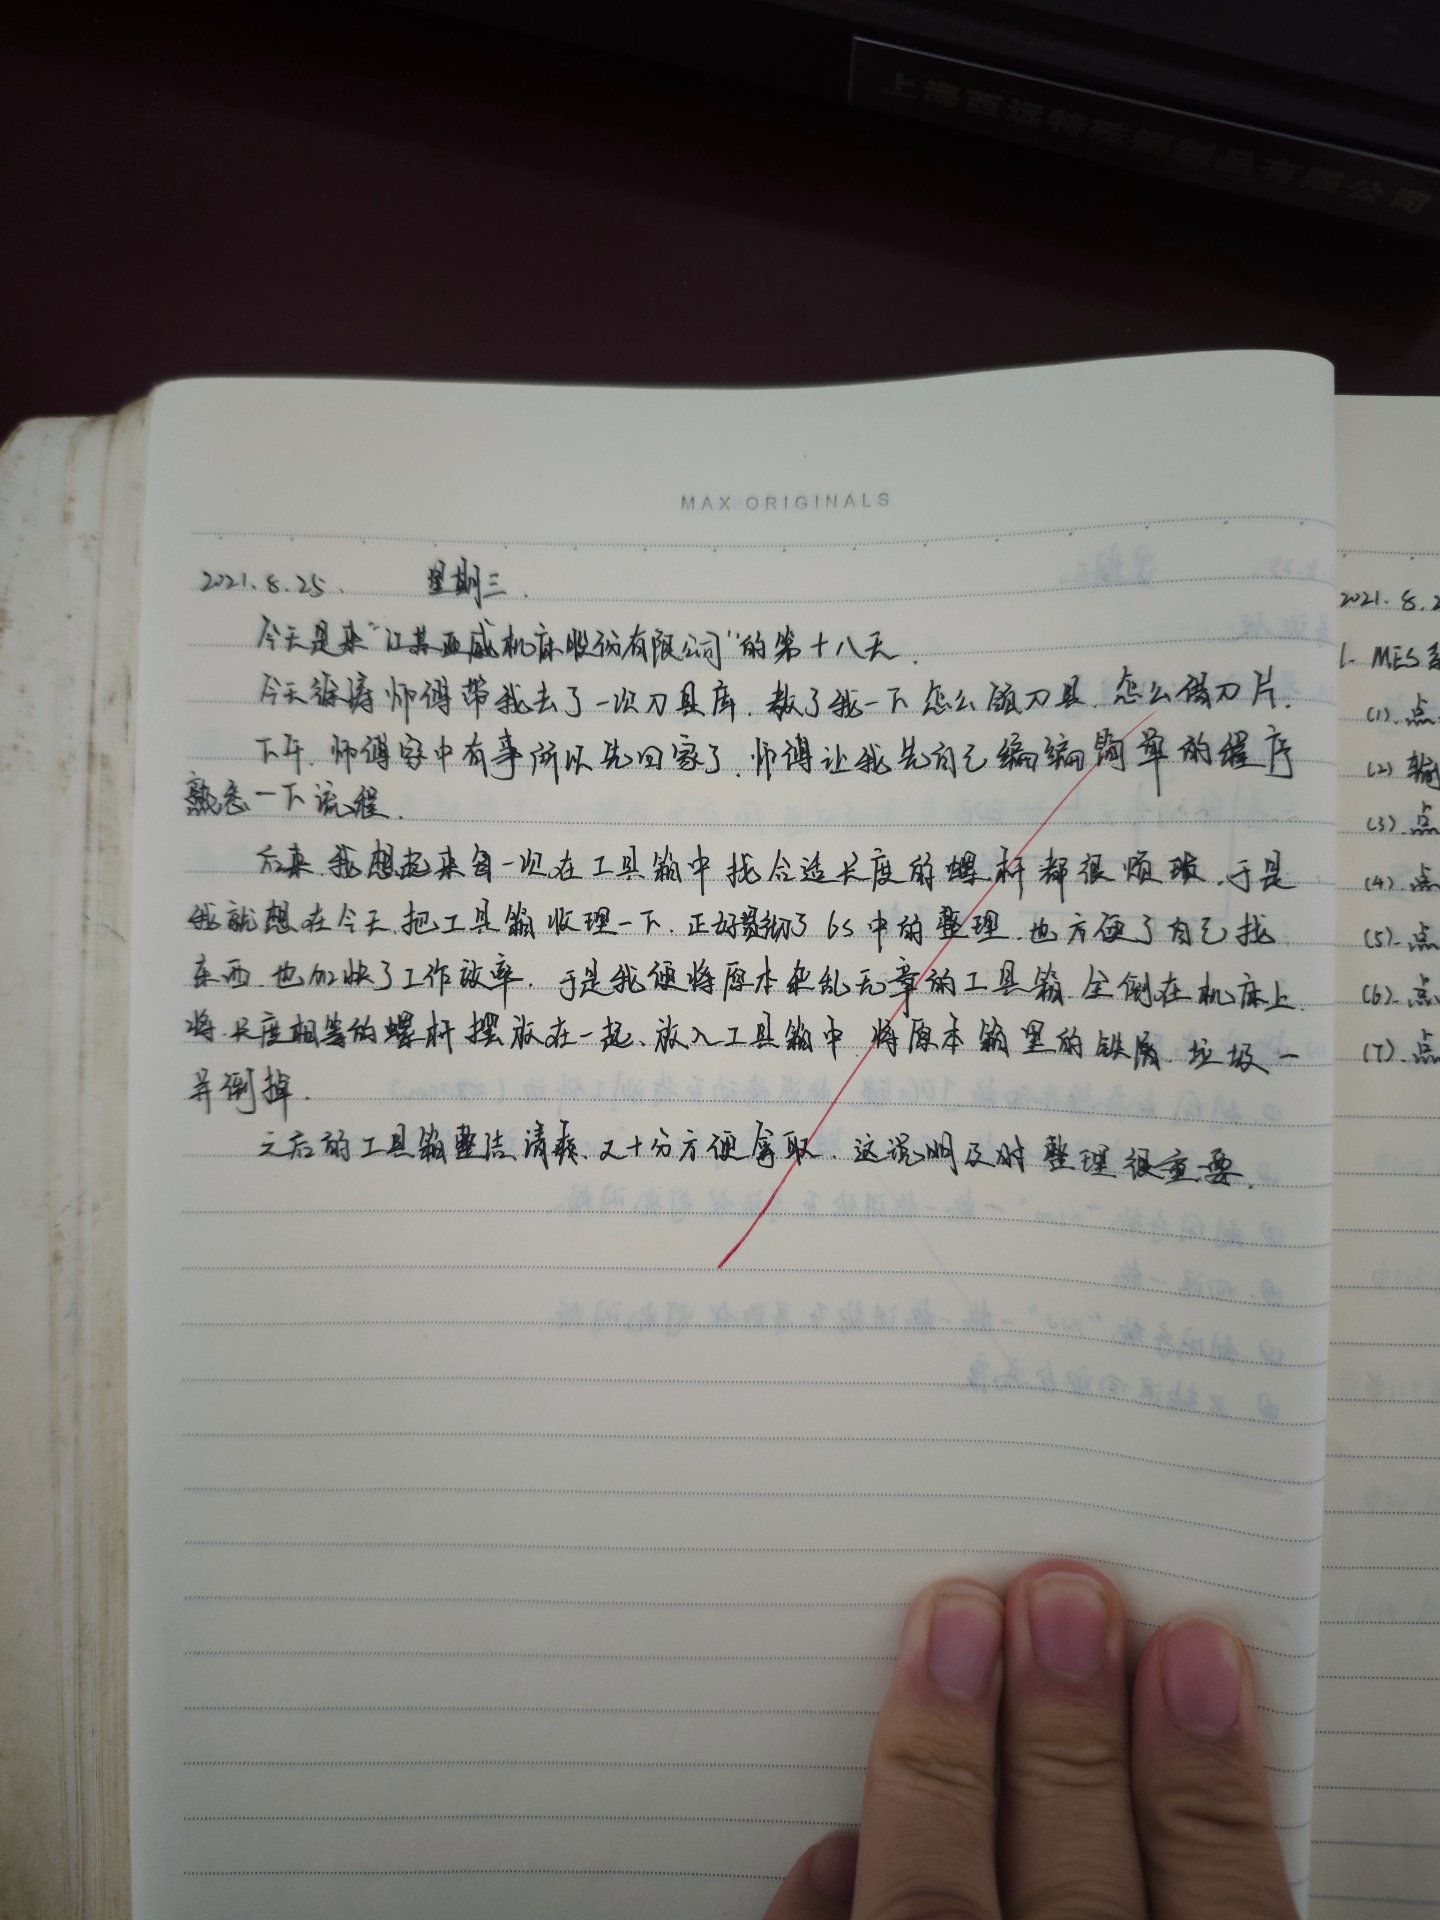 上海西远特殊钢制品有限公司
MAX ORIGINALS
2021.8.25. 星期三.
今天是来"江苏亚威机床股份有限公司"的第十八天.
今天徐涛师傅带我去了一次刀具库.教了我一下怎么领刀具.怎么借刀片.
下午.师傅家中有事所以先回家了.师傅让我先自己编编简单的程序
熟悉一下流程.
后来我想起来每一次在工具箱中找合适长度的螺杆都很烦琐.于是
我就想在今天把工具箱收理一下.正好贯彻了6S中的整理.也方便了自己找
东西.也加快了工作效率.于是我便将原本杂乱无章的工具箱全倒在机床上.
将长度相等的螺杆摆放在一起、放入工具箱中.将原本箱里的铁屑.垃圾一
并倒掉.
之后的工具箱整洁清爽、又十分方便拿取.这说明及时整理很重要.
2021.8.2
1. MES
(1).点
(2)
(3).点
(4).点
(5).点
(6).点
(7).点